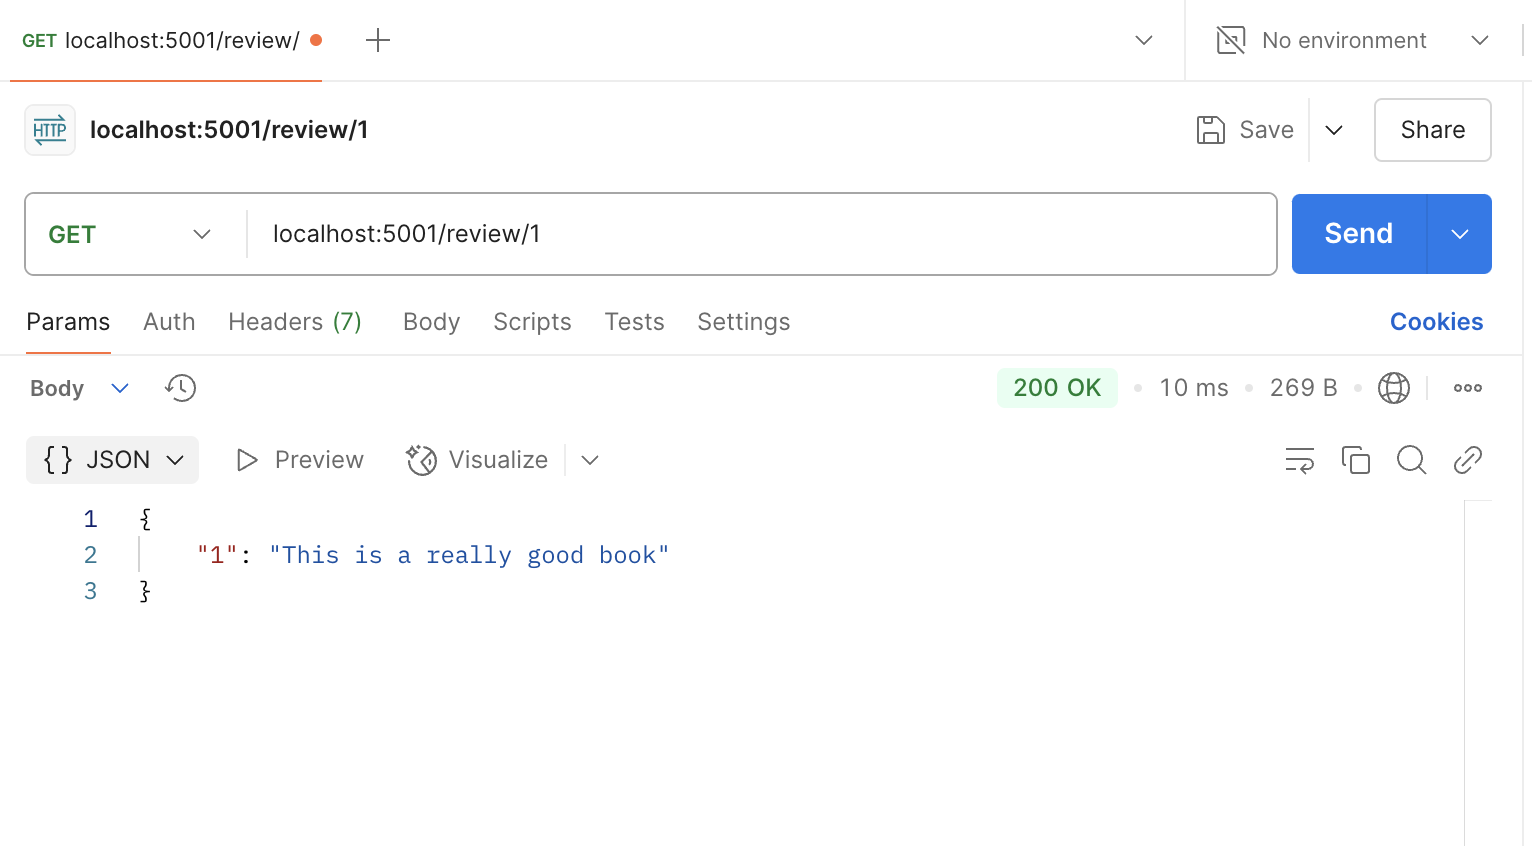 GET localhost:5001/review/
No environment
HTTP localhost:5001/review/1
Save
Share
GET
localhost:5001/review/1
Send
Params Auth Headers (7) Body Scripts Tests Settings Cookies
Body 200 OK 10 ms 269 B
{} JSON Preview Visualize
1 {
2 "1": "This is a really good book"
3 }